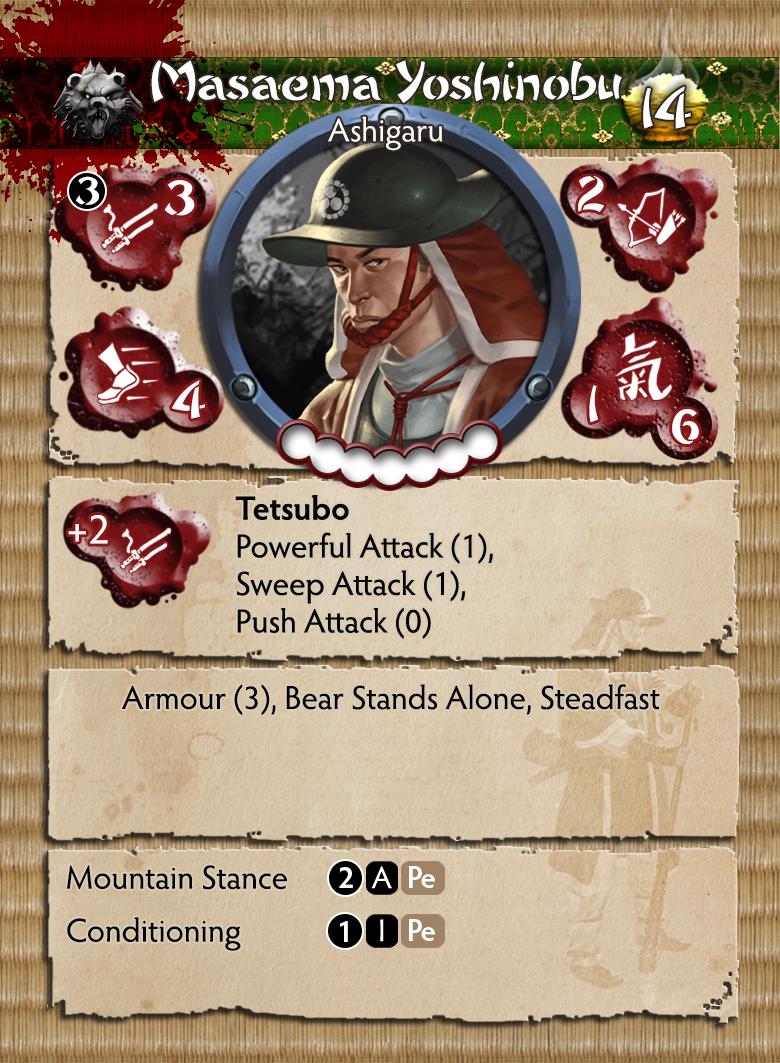 Masaema Yoshinobu
14
Ashigaru
3 3
2
4
氣
1 6
+2
Tetsubo
Powerful Attack (1),
Sweep Attack (1),
Push Attack (0)
Armour (3), Bear Stands Alone, Steadfast
Mountain Stance 2 A Pe
Conditioning 1 I Pe